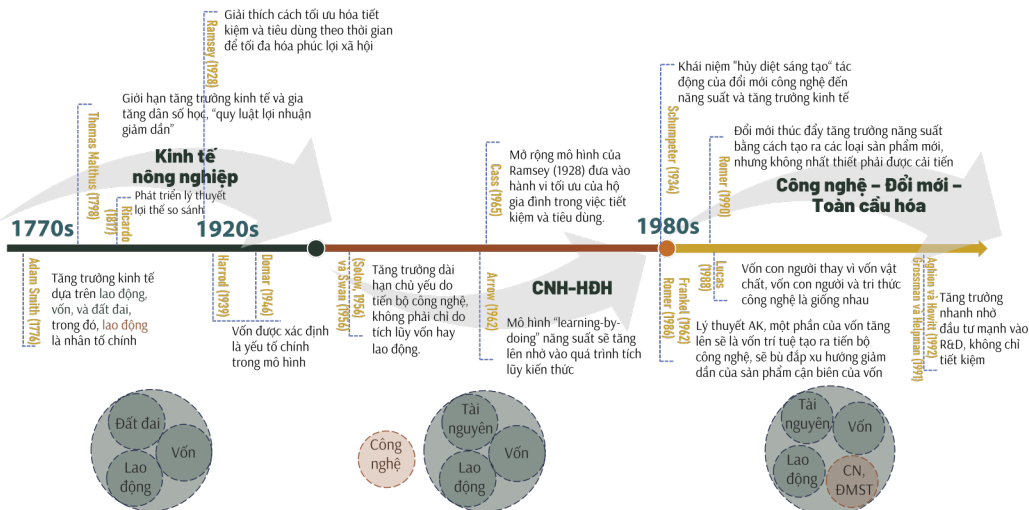 Giải thích cách tối ưu hóa tiết
kiệm và tiêu dùng theo thời gian
để tối đa hóa phúc lợi xã hội
Ramsey (1928)
Giới hạn tăng trưởng kinh tế và gia
tăng dân số học, “quy luật lợi nhuận
giảm dần”
Thomas Malthus (1798)
Kinh tế
nông nghiệp
Phát triển lý thuyết
lợi thế so sánh
Ricardo
(1817)
1770s
1920s
Adam Smith (1776)
Tăng trưởng kinh tế
dựa trên lao động,
vốn, và đất đai,
trong đó, lao động
là nhân tố chính
Harrod (1939)
Domar (1946)
Vốn được xác định
là yếu tố chính
trong mô hình
Cass (1965)
Mở rộng mô hình của
Ramsey (1928) đưa vào
hành vi tối ưu của hộ
gia đình trong việc tiết
kiệm và tiêu dùng.
(Solow, 1956)
và Swan (1956)
Tăng trưởng dài
hạn chủ yếu do
tiến bộ công nghệ,
không phải chỉ do
tích lũy vốn hay
lao động.
Arrow (1962)
CNH-HĐH
Mô hình “learning-by-
doing” năng suất sẽ tăng
lên nhờ vào quá trình tích
lũy kiến thức
Khái niệm "hủy diệt sáng tạo“ tác
động của đổi mới công nghệ đến
năng suất và tăng trưởng kinh tế
Schumpeter (1934)
Đổi mới thúc đẩy tăng trưởng năng suất
bằng cách tạo ra các loại sản phẩm mới,
nhưng không nhất thiết phải được cải tiến
Romer (1990)
Công nghệ – Đổi mới –
Toàn cầu hóa
1980s
Lucas
(1988)
Vốn con người thay vì vốn vật
chất, vốn con người và tri thức
công nghệ là giống nhau
Frankel (1962)
Romer (1986)
Lý thuyết AK, một phần của vốn tăng
lên sẽ là vốn trí tuệ tạo ra tiến bộ
công nghệ, sẽ bù đắp xu hướng giảm
dần của sản phẩm cận biên của vốn
Aghion và Howitt (1992)
Grossman và Helpman (1991)
Tăng trưởng
nhanh nhờ
đầu tư mạnh vào
R&D, không chỉ
tiết kiệm
Đất đai
Vốn
Lao
động
Công
nghệ
Tài
nguyên
Vốn
Lao
động
Tài
nguyên
Vốn
Lao
động
CN,
ĐMST